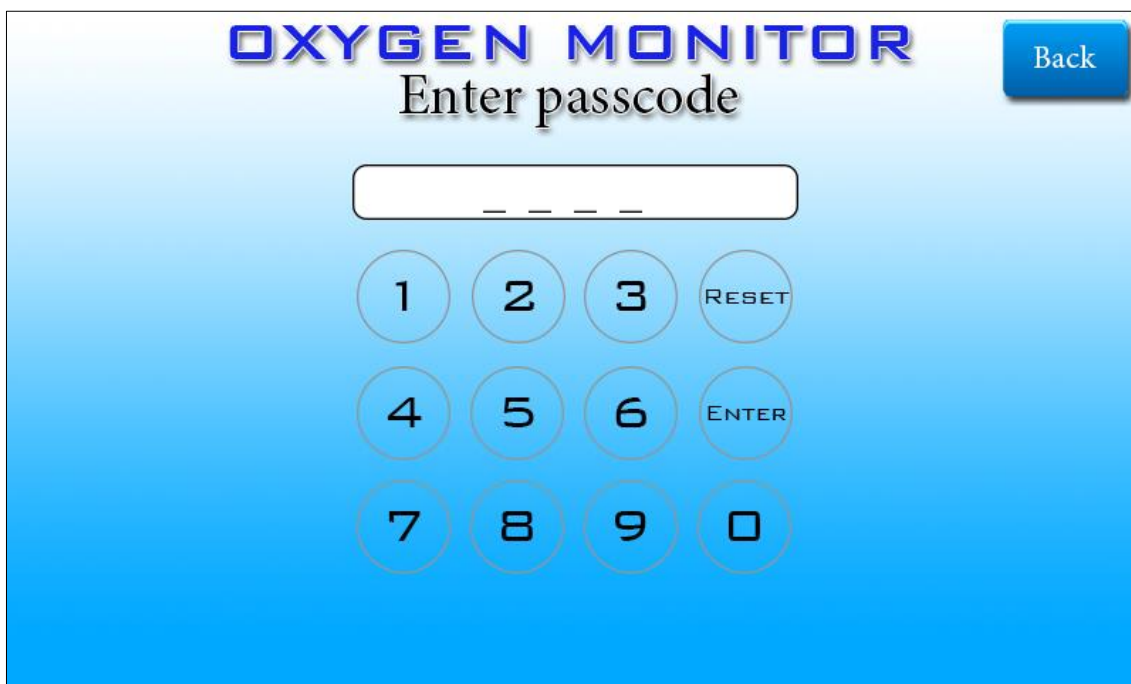 OXYGEN MONITOR
Back
Enter passcode
_ _ _ _
1 2 3 RESET
4 5 6 ENTER
7 8 9 0